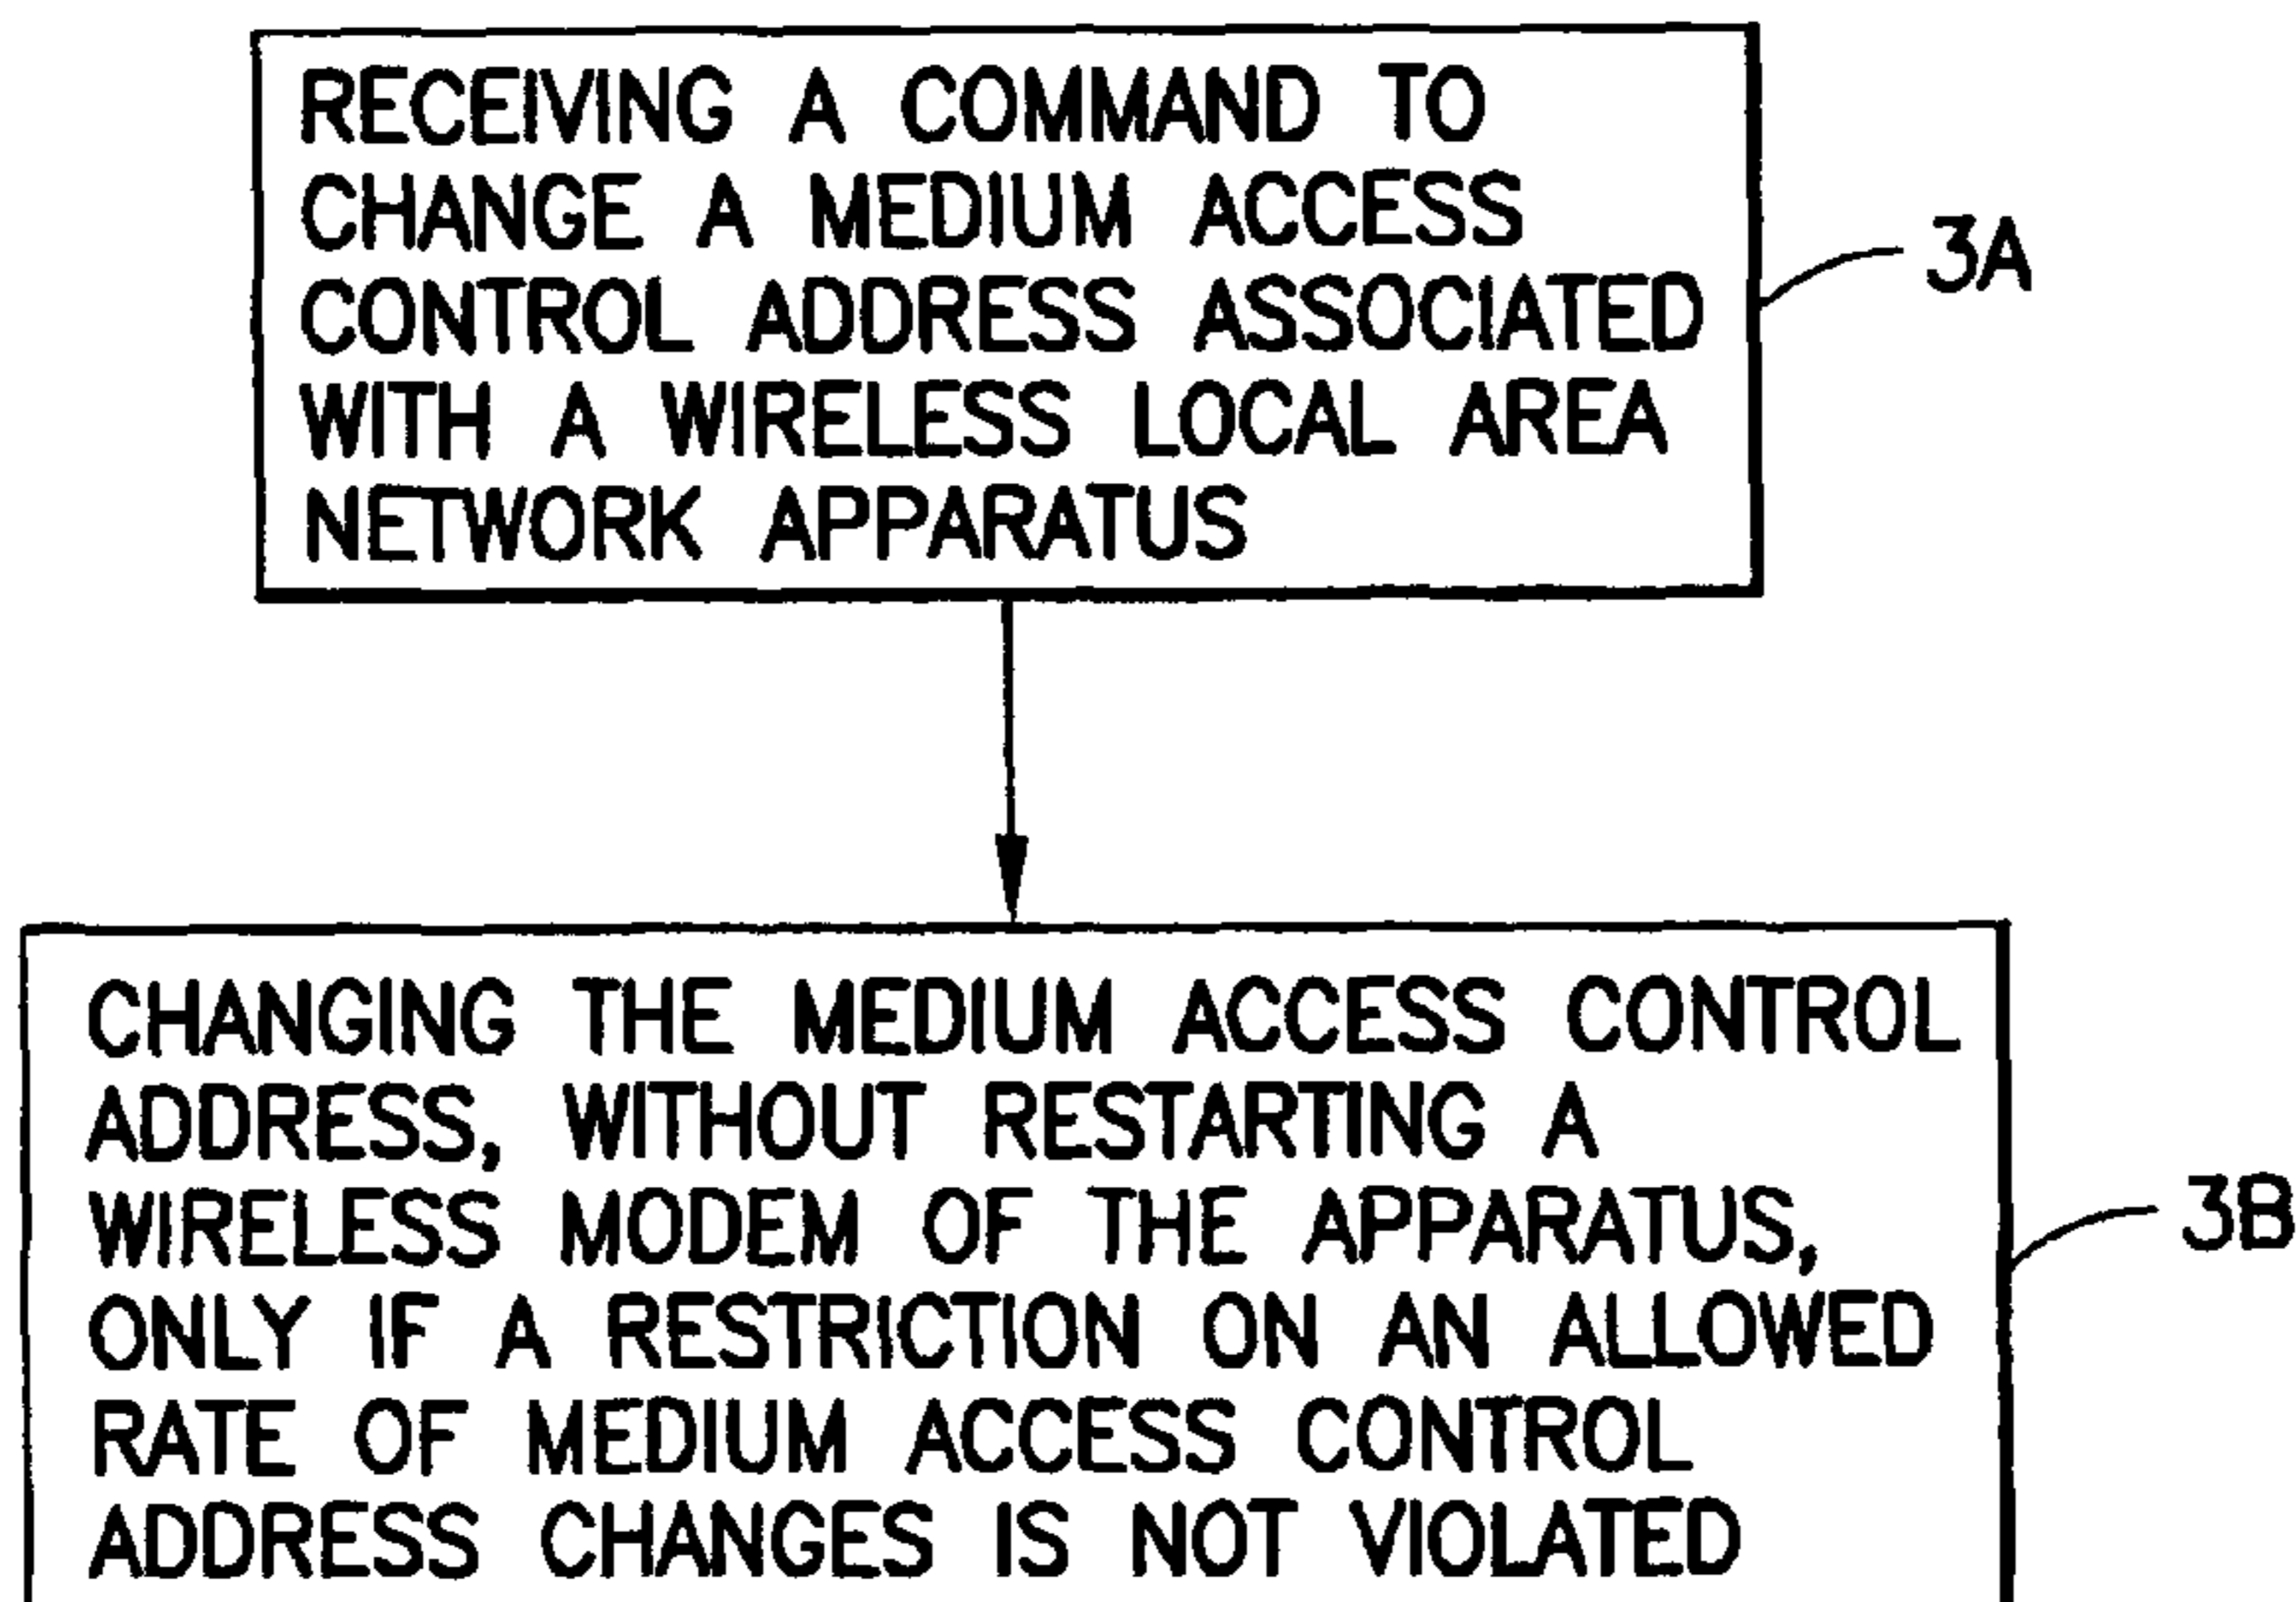 RECEIVING A COMMAND TO
CHANGE A MEDIUM ACCESS
CONTROL ADDRESS ASSOCIATED
WITH A WIRELESS LOCAL AREA
NETWORK APPARATUS
3A
CHANGING THE MEDIUM ACCESS CONTROL
ADDRESS, WITHOUT RESTARTING A
WIRELESS MODEM OF THE APPARATUS,
ONLY IF A RESTRICTION ON AN ALLOWED
RATE OF MEDIUM ACCESS CONTROL
ADDRESS CHANGES IS NOT VIOLATED
3B